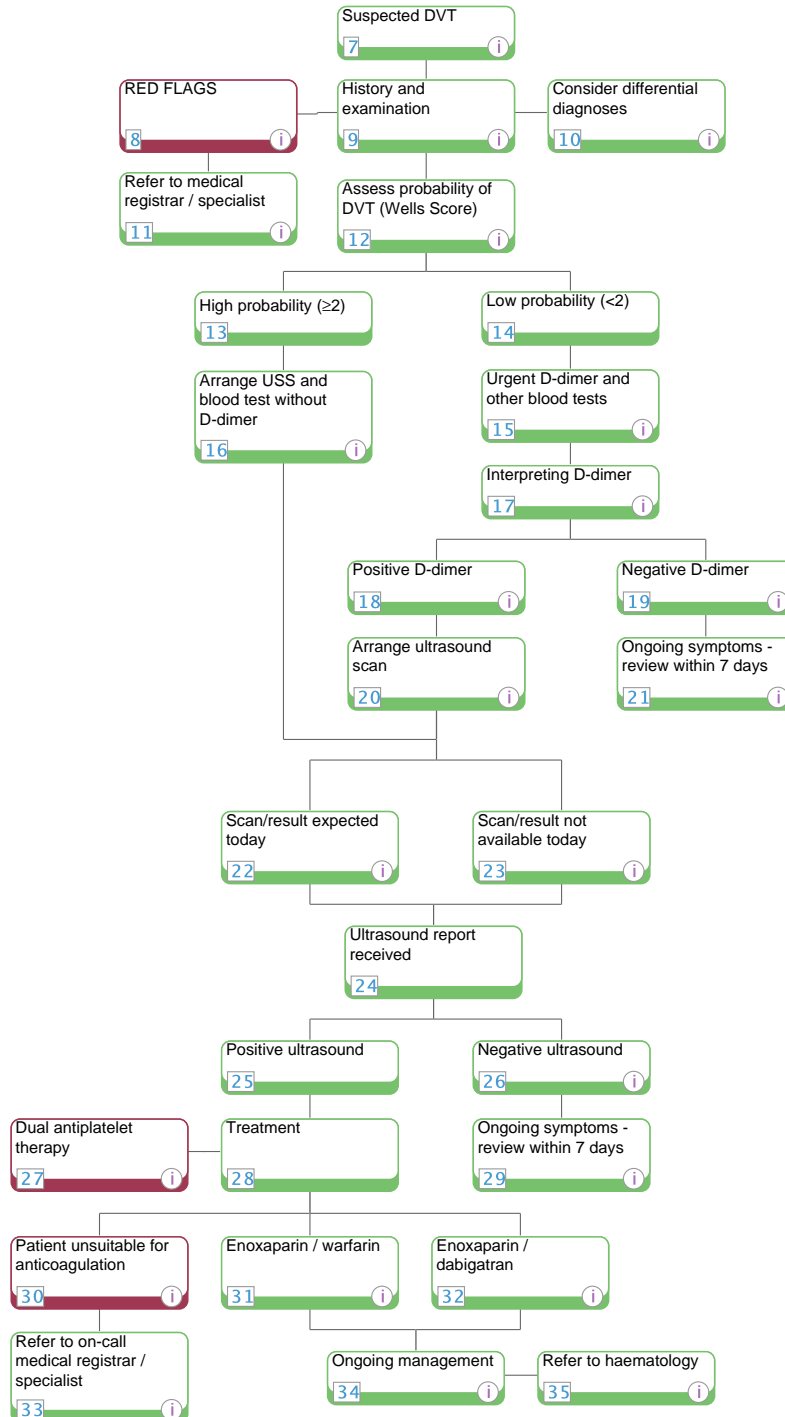 Suspected DVT
7
i
RED FLAGS
8
i
History and
examination
9
i
Consider differential
diagnoses
10
i
Refer to medical
registrar / specialist
11
i
Assess probability of
DVT (Wells Score)
12
i
High probability (≥2)
13
Low probability (<2)
14
Arrange USS and
blood test without
D-dimer
16
i
Urgent D-dimer and
other blood tests
15
i
Interpreting D-dimer
17
i
Positive D-dimer
18
i
Negative D-dimer
19
i
Arrange ultrasound
scan
20
i
Ongoing symptoms -
review within 7 days
21
i
Scan/result expected
today
22
i
Scan/result not
available today
23
i
Ultrasound report
received
24
Positive ultrasound
25
Negative ultrasound
26
i
Dual antiplatelet
therapy
27
i
Treatment
28
Ongoing symptoms -
review within 7 days
29
i
Patient unsuitable for
anticoagulation
30
i
Enoxaparin / warfarin
31
i
Enoxaparin /
dabigatran
32
i
Refer to on-call
medical registrar /
specialist
33
i
Ongoing management
34
i
Refer to haematology
35
i